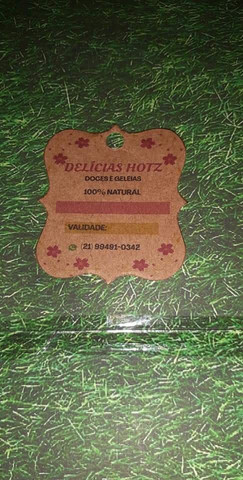 DELÍCIAS HOTZ
DOCES E GELEIAS
100% NATURAL
VALIDADE:
(21) 99491-0342